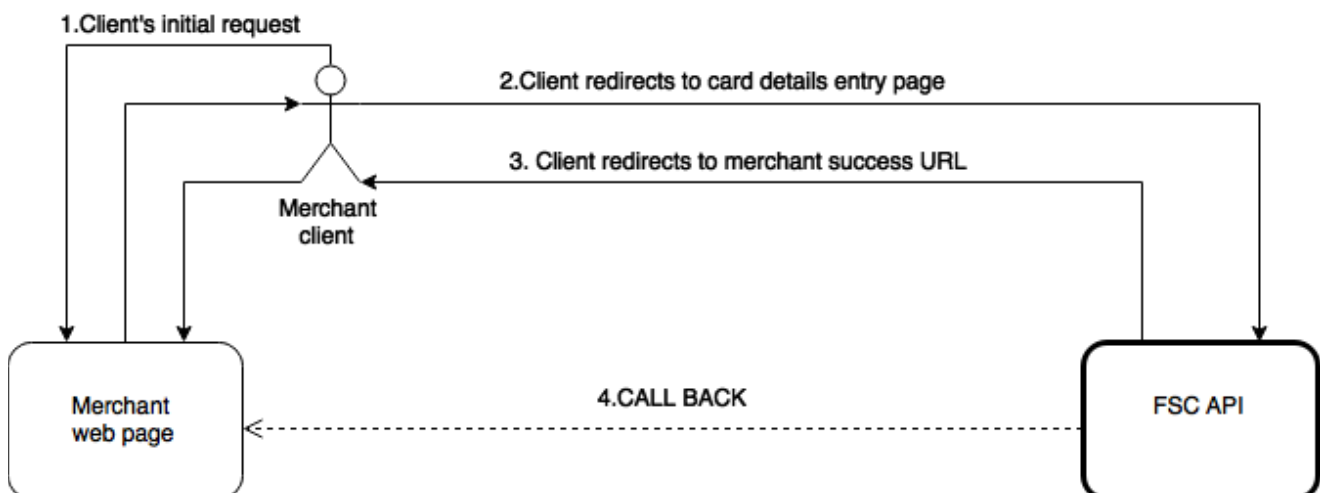 1.Client's initial request
2.Client redirects to card details entry page
3. Client redirects to merchant success URL
Merchant
client
4.CALL BACK
Merchant
web page
FSC API